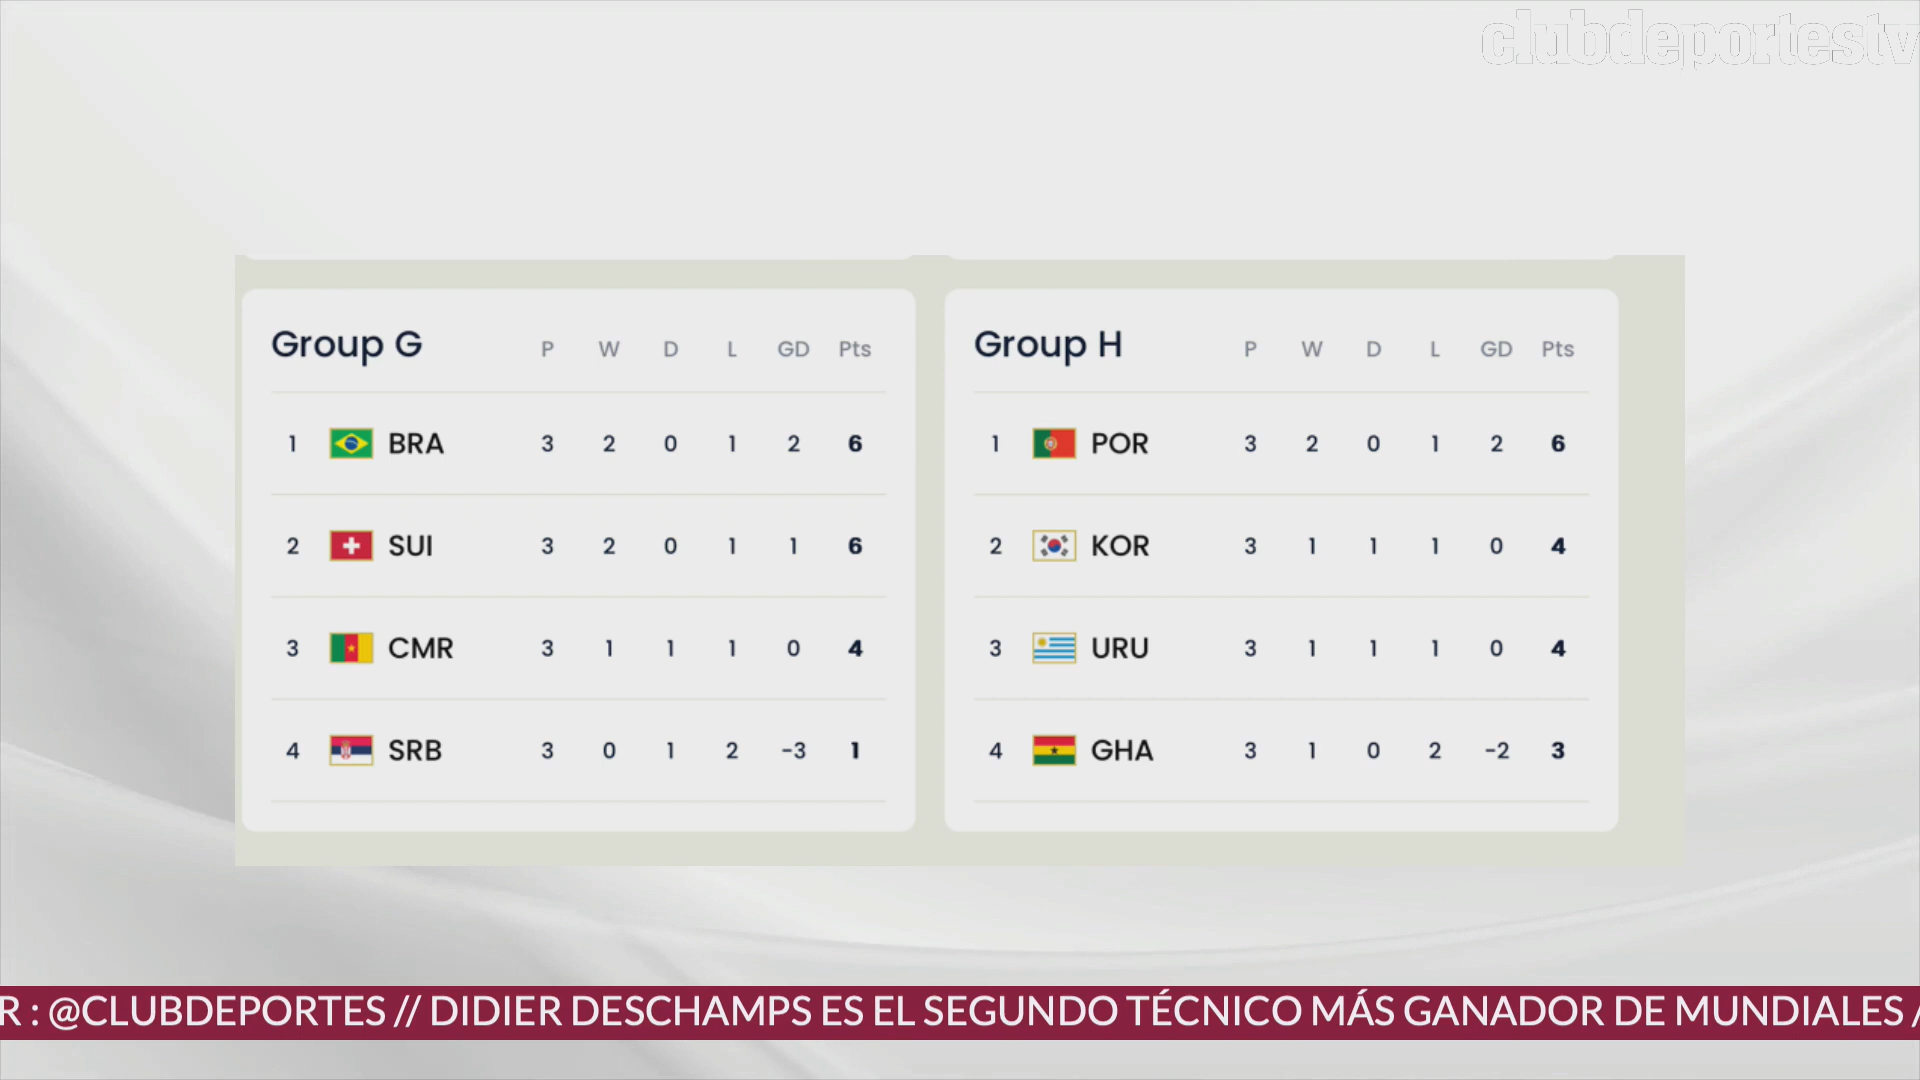 clubdeportestv
Group G P W D L GD Pts
1 BRA 3 2 0 1 2 6
2 SUI 3 2 0 1 1 6
3 CMR 3 1 1 1 0 4
4 SRB 3 0 1 2 -3 1
Group H P W D L GD Pts
1 POR 3 2 0 1 2 6
2 KOR 3 1 1 1 0 4
3 URU 3 1 1 1 0 4
4 GHA 3 1 0 2 -2 3
R : @CLUBDEPORTES // DIDIER DESCHAMPS ES EL SEGUNDO TÉCNICO MÁS GANADOR DE MUNDIALES /